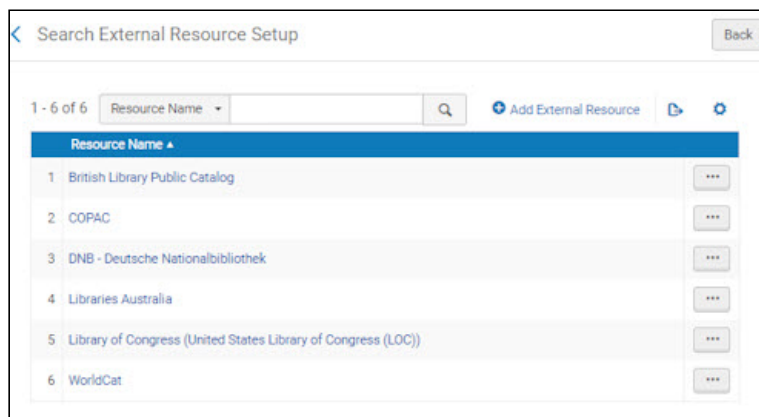 Search External Resource Setup
Back
1 - 6 of 6 Resource Name Add External Resource
Resource Name
1 British Library Public Catalog ...
2 COPAC ...
3 DNB - Deutsche Nationalbibliothek ...
4 Libraries Australia ...
5 Library of Congress (United States Library of Congress (LOC)) ...
6 WorldCat ...